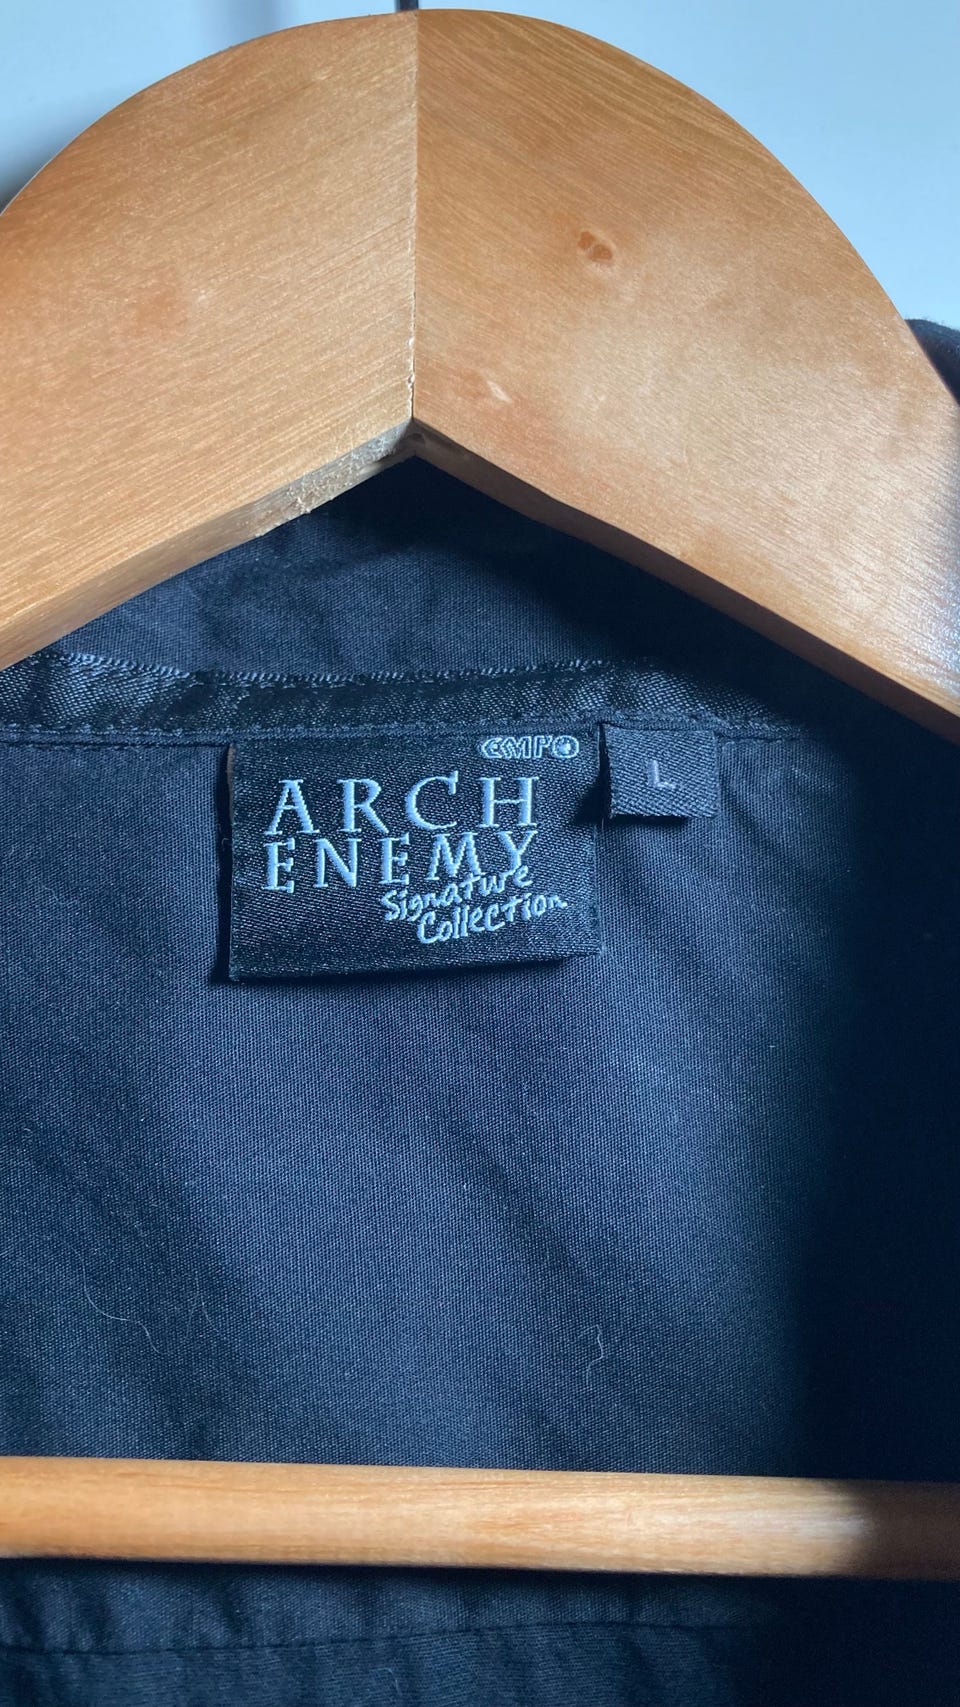 EMP
ARCH
L
ENEMY
Signature
Collection